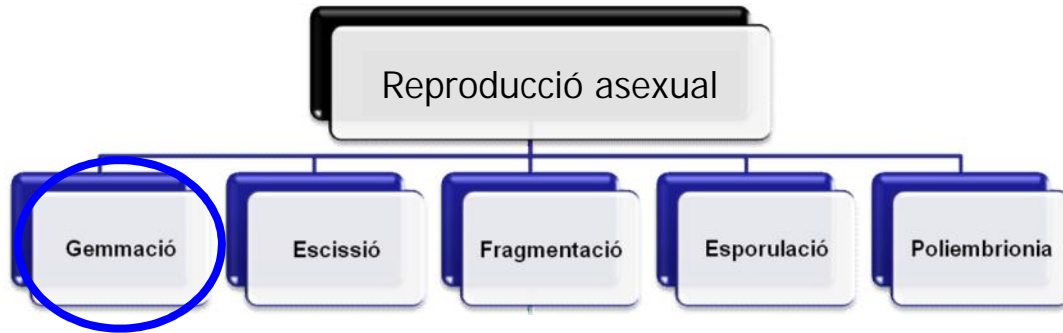 Reproducció asexual
Gemmació
Escissió
Fragmentació
Esporulació
Poliembrionia